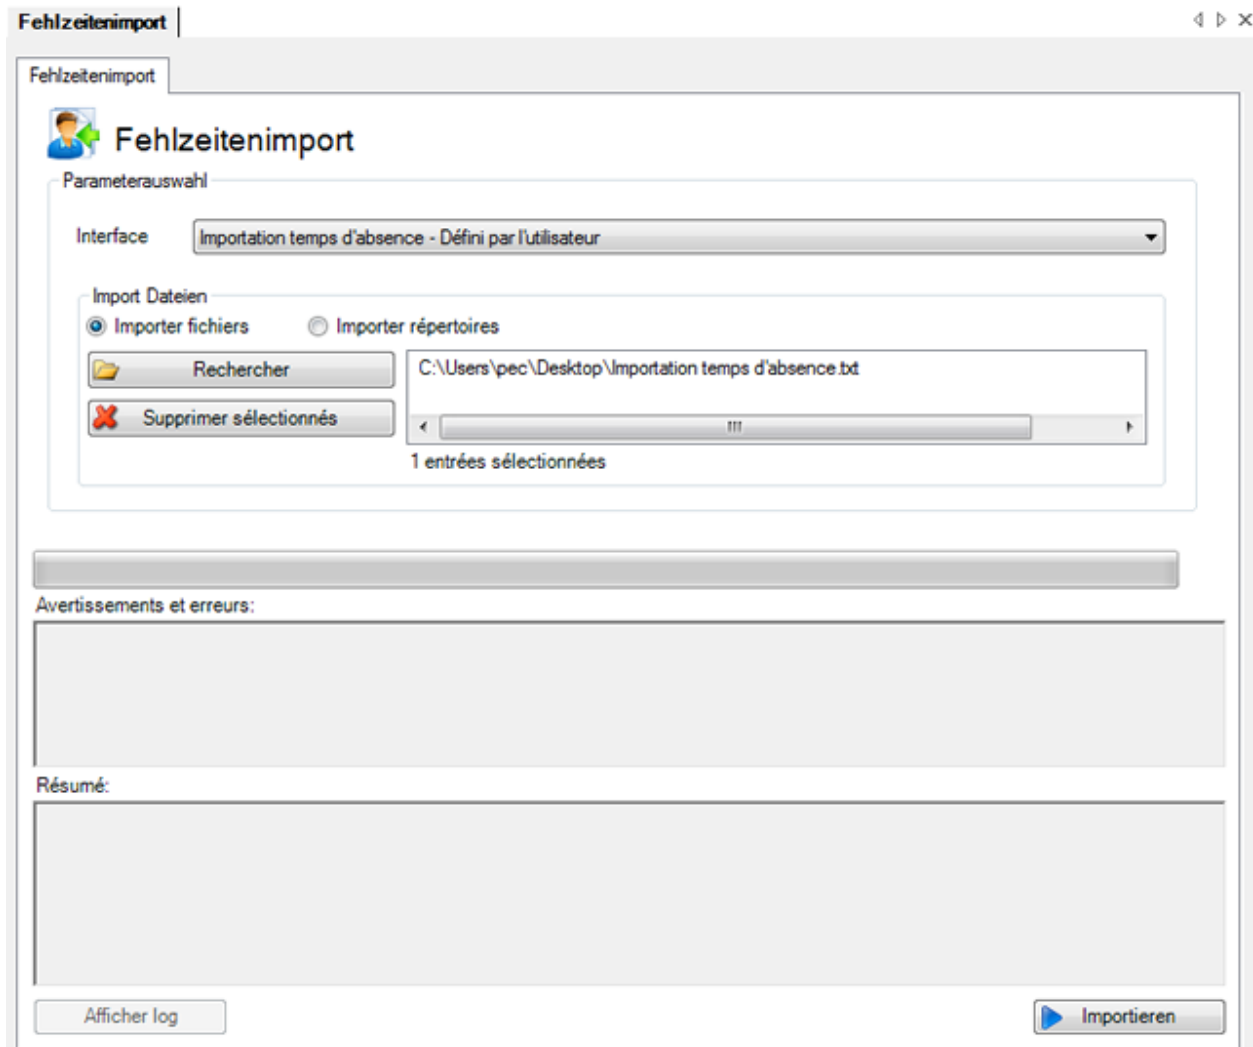 Fehlzeitenimport
Fehlzeitenimport
Fehlzeitenimport
Parameterauswahl
Interface Importation temps d'absence - Défini par l'utilisateur
Import Dateien
Importer fichiers Importer répertoires
Rechercher C:\Users\pec\Desktop\Importation temps d'absence.txt
Supprimer sélectionnés
1 entrées sélectionnées
Avertissements et erreurs:
Résumé:
Afficher log Importieren